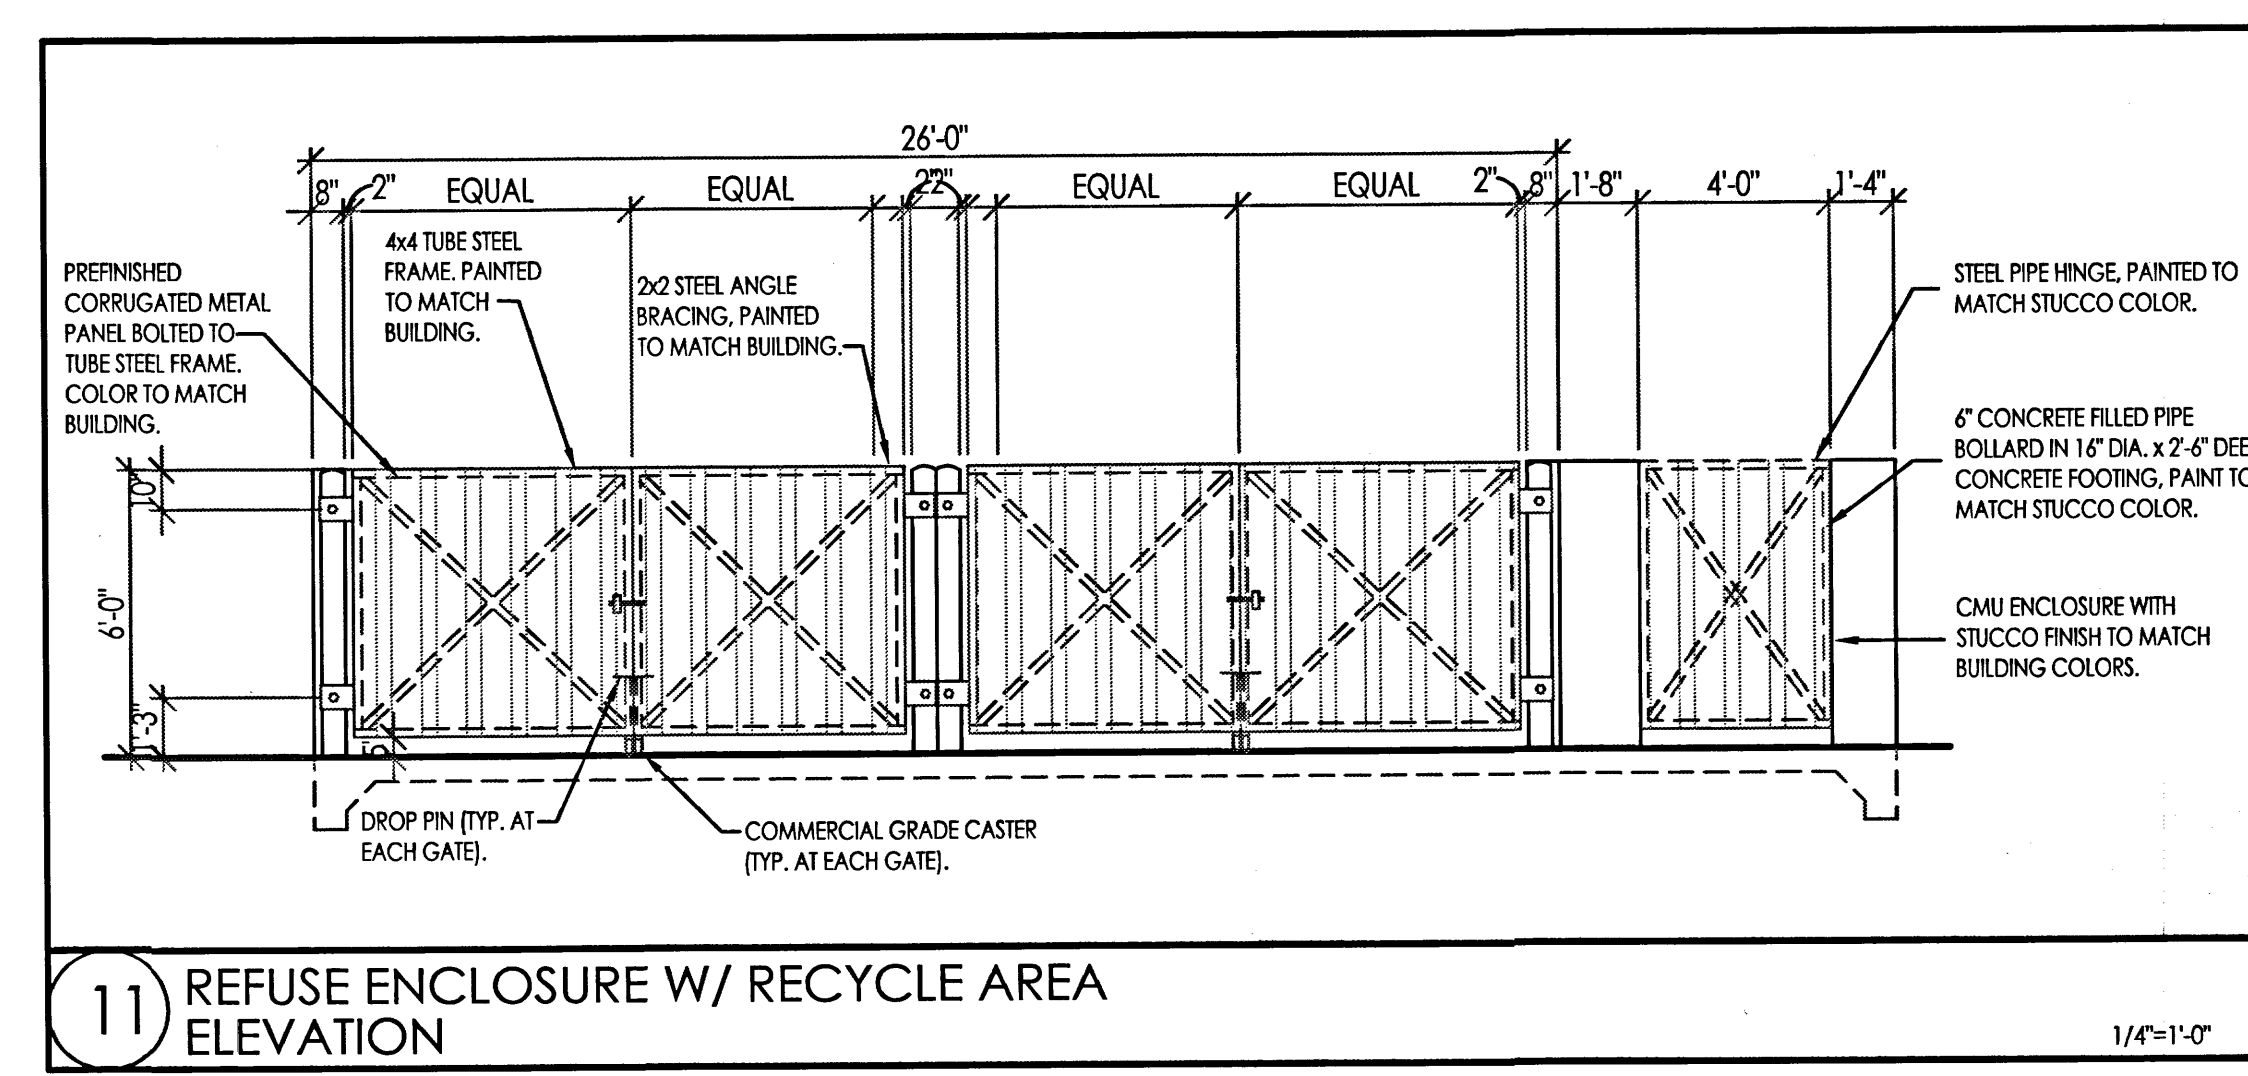 26'-0"
8"
2"
EQUAL
EQUAL
2"
2"
EQUAL
EQUAL
2"
8"
1'-8"
4'-0"
1'-4"
PREFINISHED
CORRUGATED METAL
PANEL BOLTED TO
TUBE STEEL FRAME.
COLOR TO MATCH
BUILDING.
4x4 TUBE STEEL
FRAME. PAINTED
TO MATCH
BUILDING.
2x2 STEEL ANGLE
BRACING, PAINTED
TO MATCH BUILDING.
STEEL PIPE HINGE, PAINTED TO
MATCH STUCCO COLOR.
6" CONCRETE FILLED PIPE
BOLLARD IN 16" DIA. x 2'-6" DEE
CONCRETE FOOTING, PAINT TO
MATCH STUCCO COLOR.
CMU ENCLOSURE WITH
STUCCO FINISH TO MATCH
BUILDING COLORS.
10"
6'-0"
1'-3"
DROP PIN (TYP. AT
EACH GATE).
COMMERCIAL GRADE CASTER
(TYP. AT EACH GATE).
11
REFUSE ENCLOSURE W/ RECYCLE AREA
ELEVATION
1/4"=1'-0"